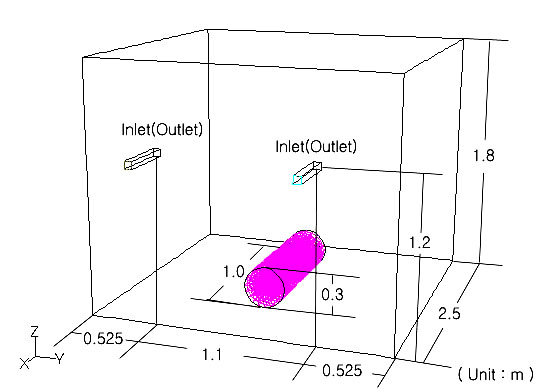 Inlet(Outlet)
Inlet(Outlet)
1.8
1.2
1.0
0.3
2.5
Z
X
Y
0.525
1.1
0.525
( Unit : m )